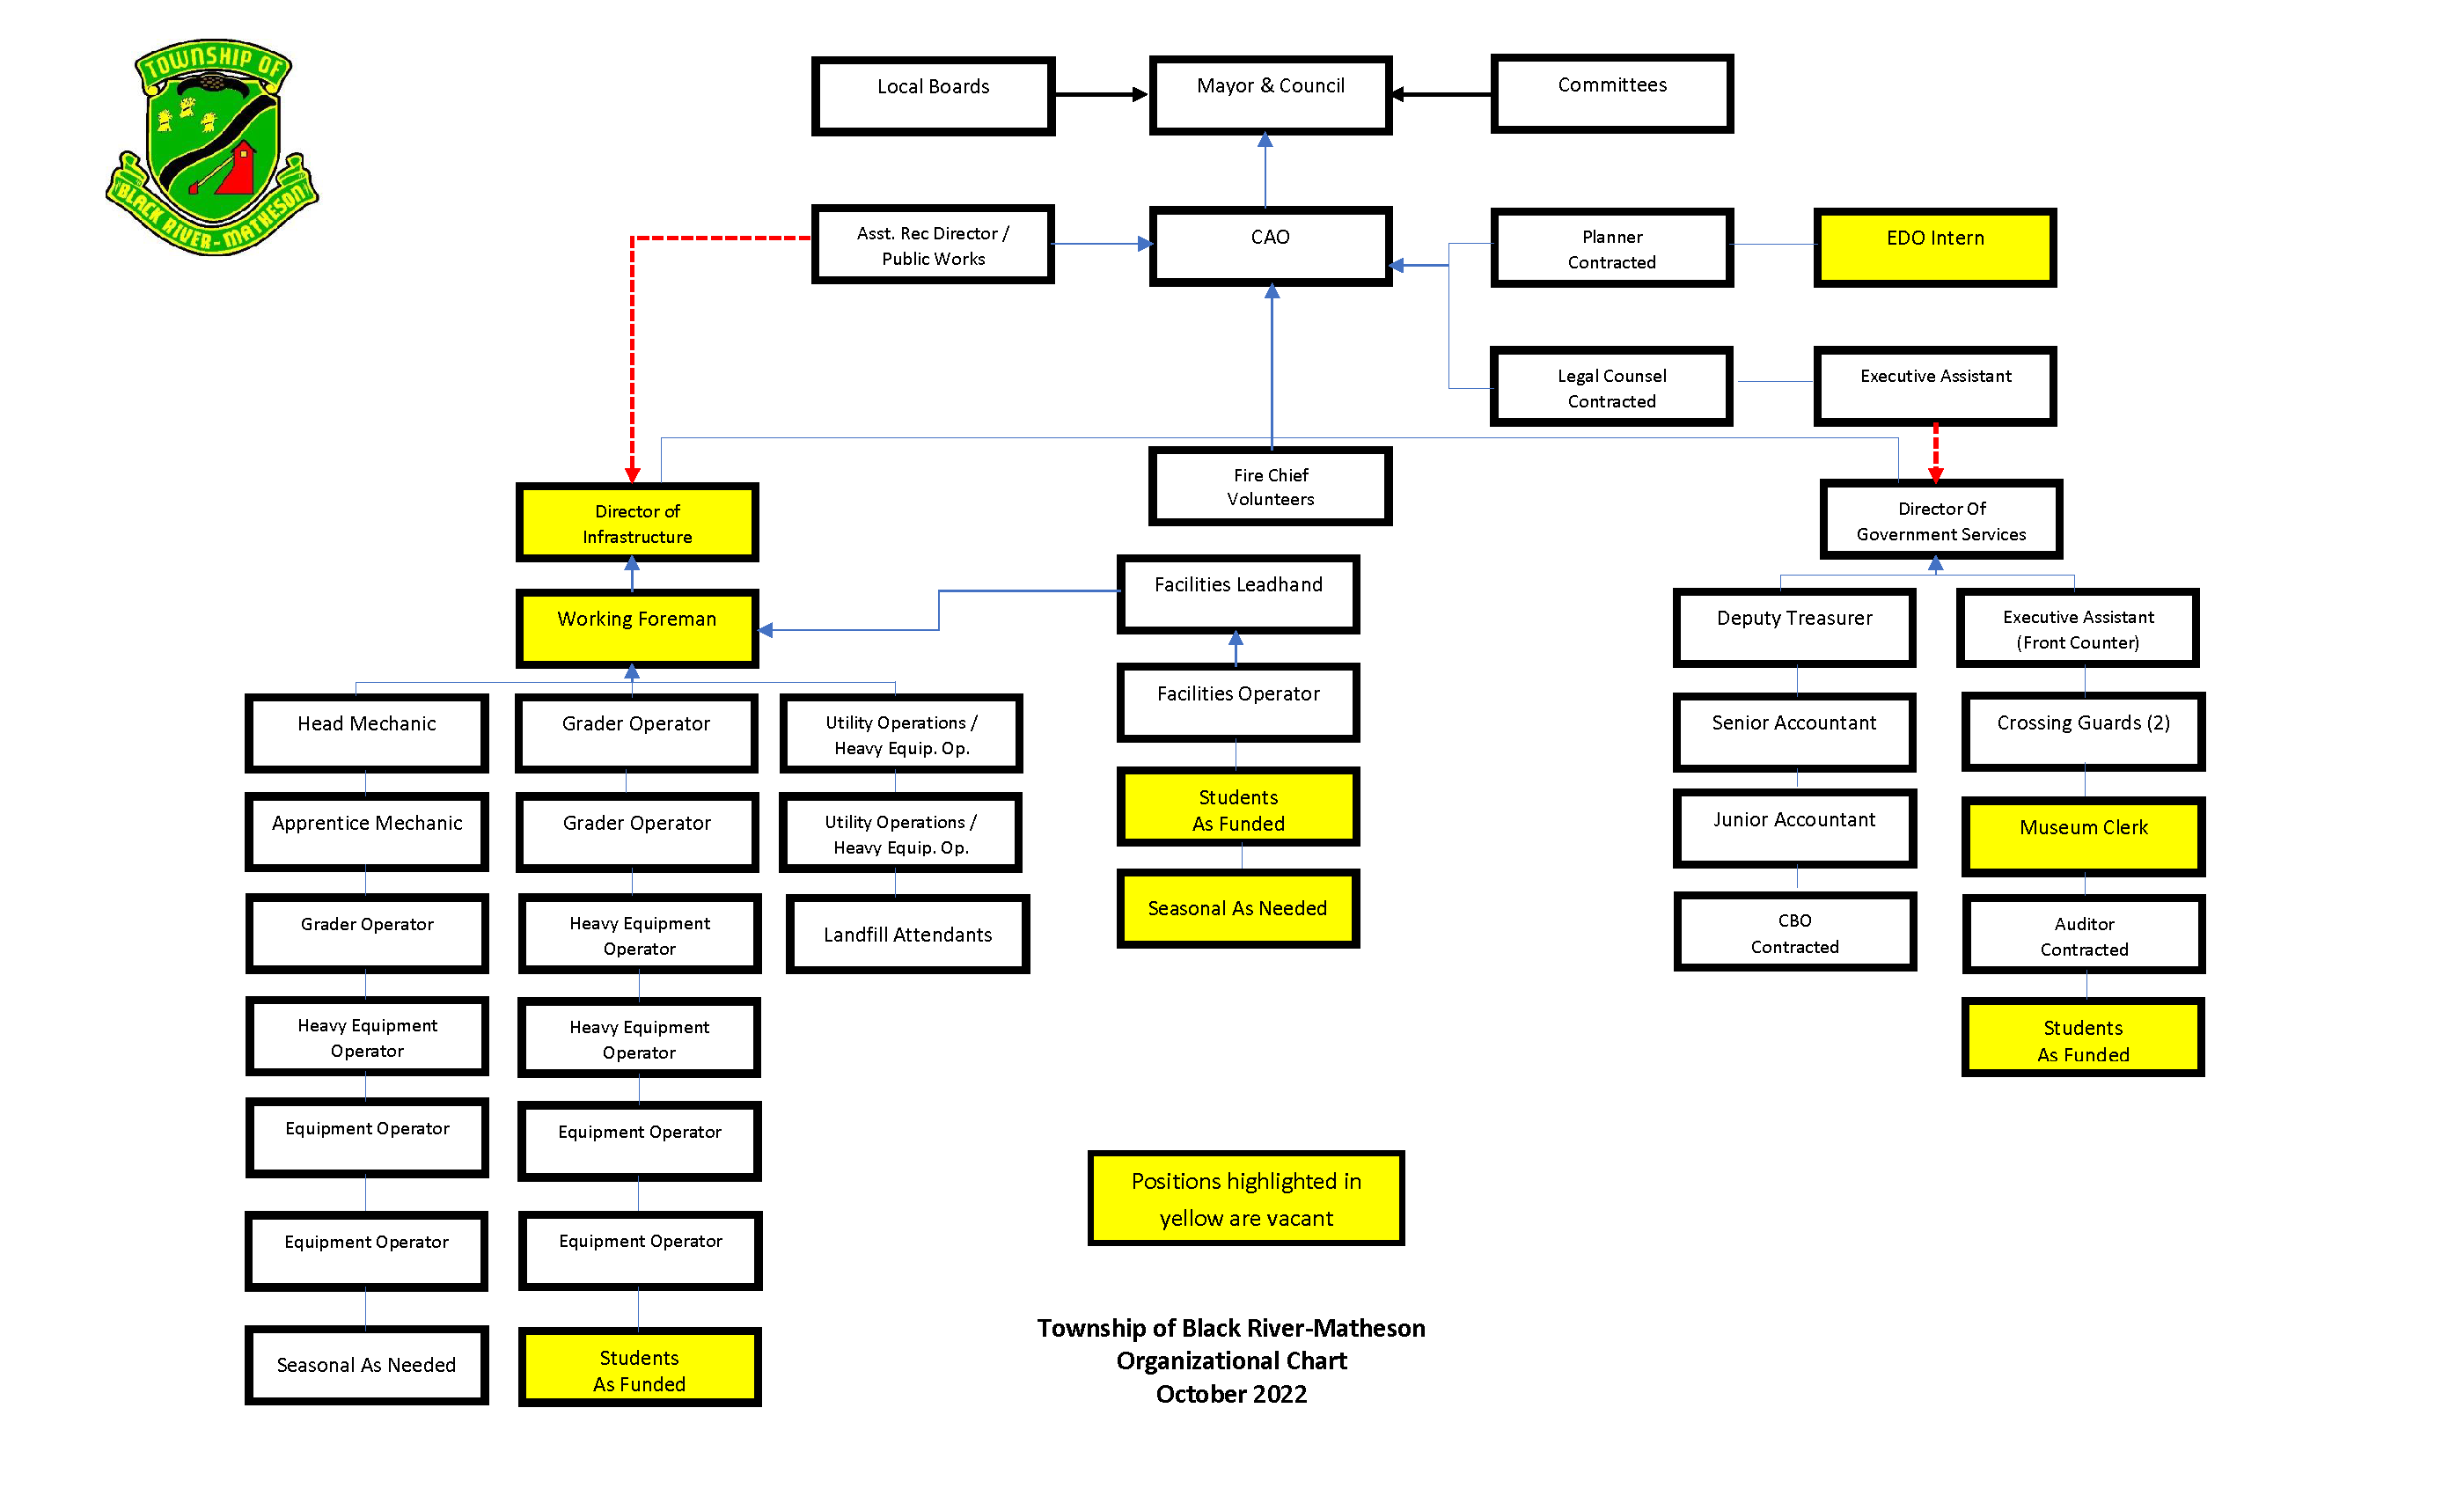 TOWNSHIP OF
BLACK RIVER-MATHESON
Local Boards
Mayor & Council
Committees
Asst. Rec Director /
Public Works
CAO
Planner
Contracted
EDO Intern
Legal Counsel
Contracted
Executive Assistant
Fire Chief
Volunteers
Director of
Infrastructure
Director Of
Government Services
Working Foreman
Facilities Leadhand
Deputy Treasurer
Executive Assistant
(Front Counter)
Head Mechanic
Grader Operator
Utility Operations /
Heavy Equip. Op.
Facilities Operator
Senior Accountant
Crossing Guards (2)
Apprentice Mechanic
Grader Operator
Utility Operations /
Heavy Equip. Op.
Students
As Funded
Junior Accountant
Museum Clerk
Grader Operator
Heavy Equipment
Operator
Landfill Attendants
Seasonal As Needed
CBO
Contracted
Auditor
Contracted
Heavy Equipment
Operator
Heavy Equipment
Operator
Students
As Funded
Equipment Operator
Equipment Operator
Positions highlighted in
yellow are vacant
Equipment Operator
Equipment Operator
Seasonal As Needed
Students
As Funded
Township of Black River-Matheson
Organizational Chart
October 2022